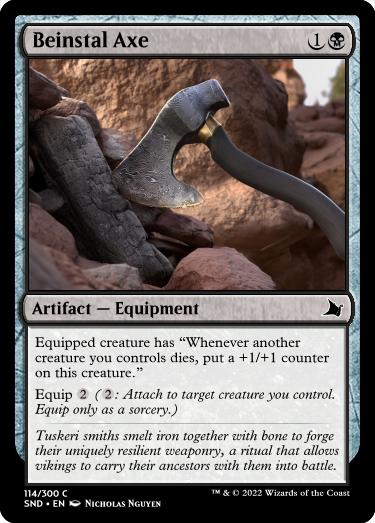 Beinstal Axe 1
Artifact — Equipment
Equipped creature has “Whenever another
creature you controls dies, put a +1/+1 counter
on this creature.”
Equip 2 (2: Attach to target creature you control.
Equip only as a sorcery.)
Tuskeri smiths smelt iron together with bone to forge
their uniquely resilient weaponry, a ritual that allows
vikings to carry their ancestors with them into battle.
114/300 C
SND • EN Nicholas Nguyen
™ & © 2022 Wizards of the Coast